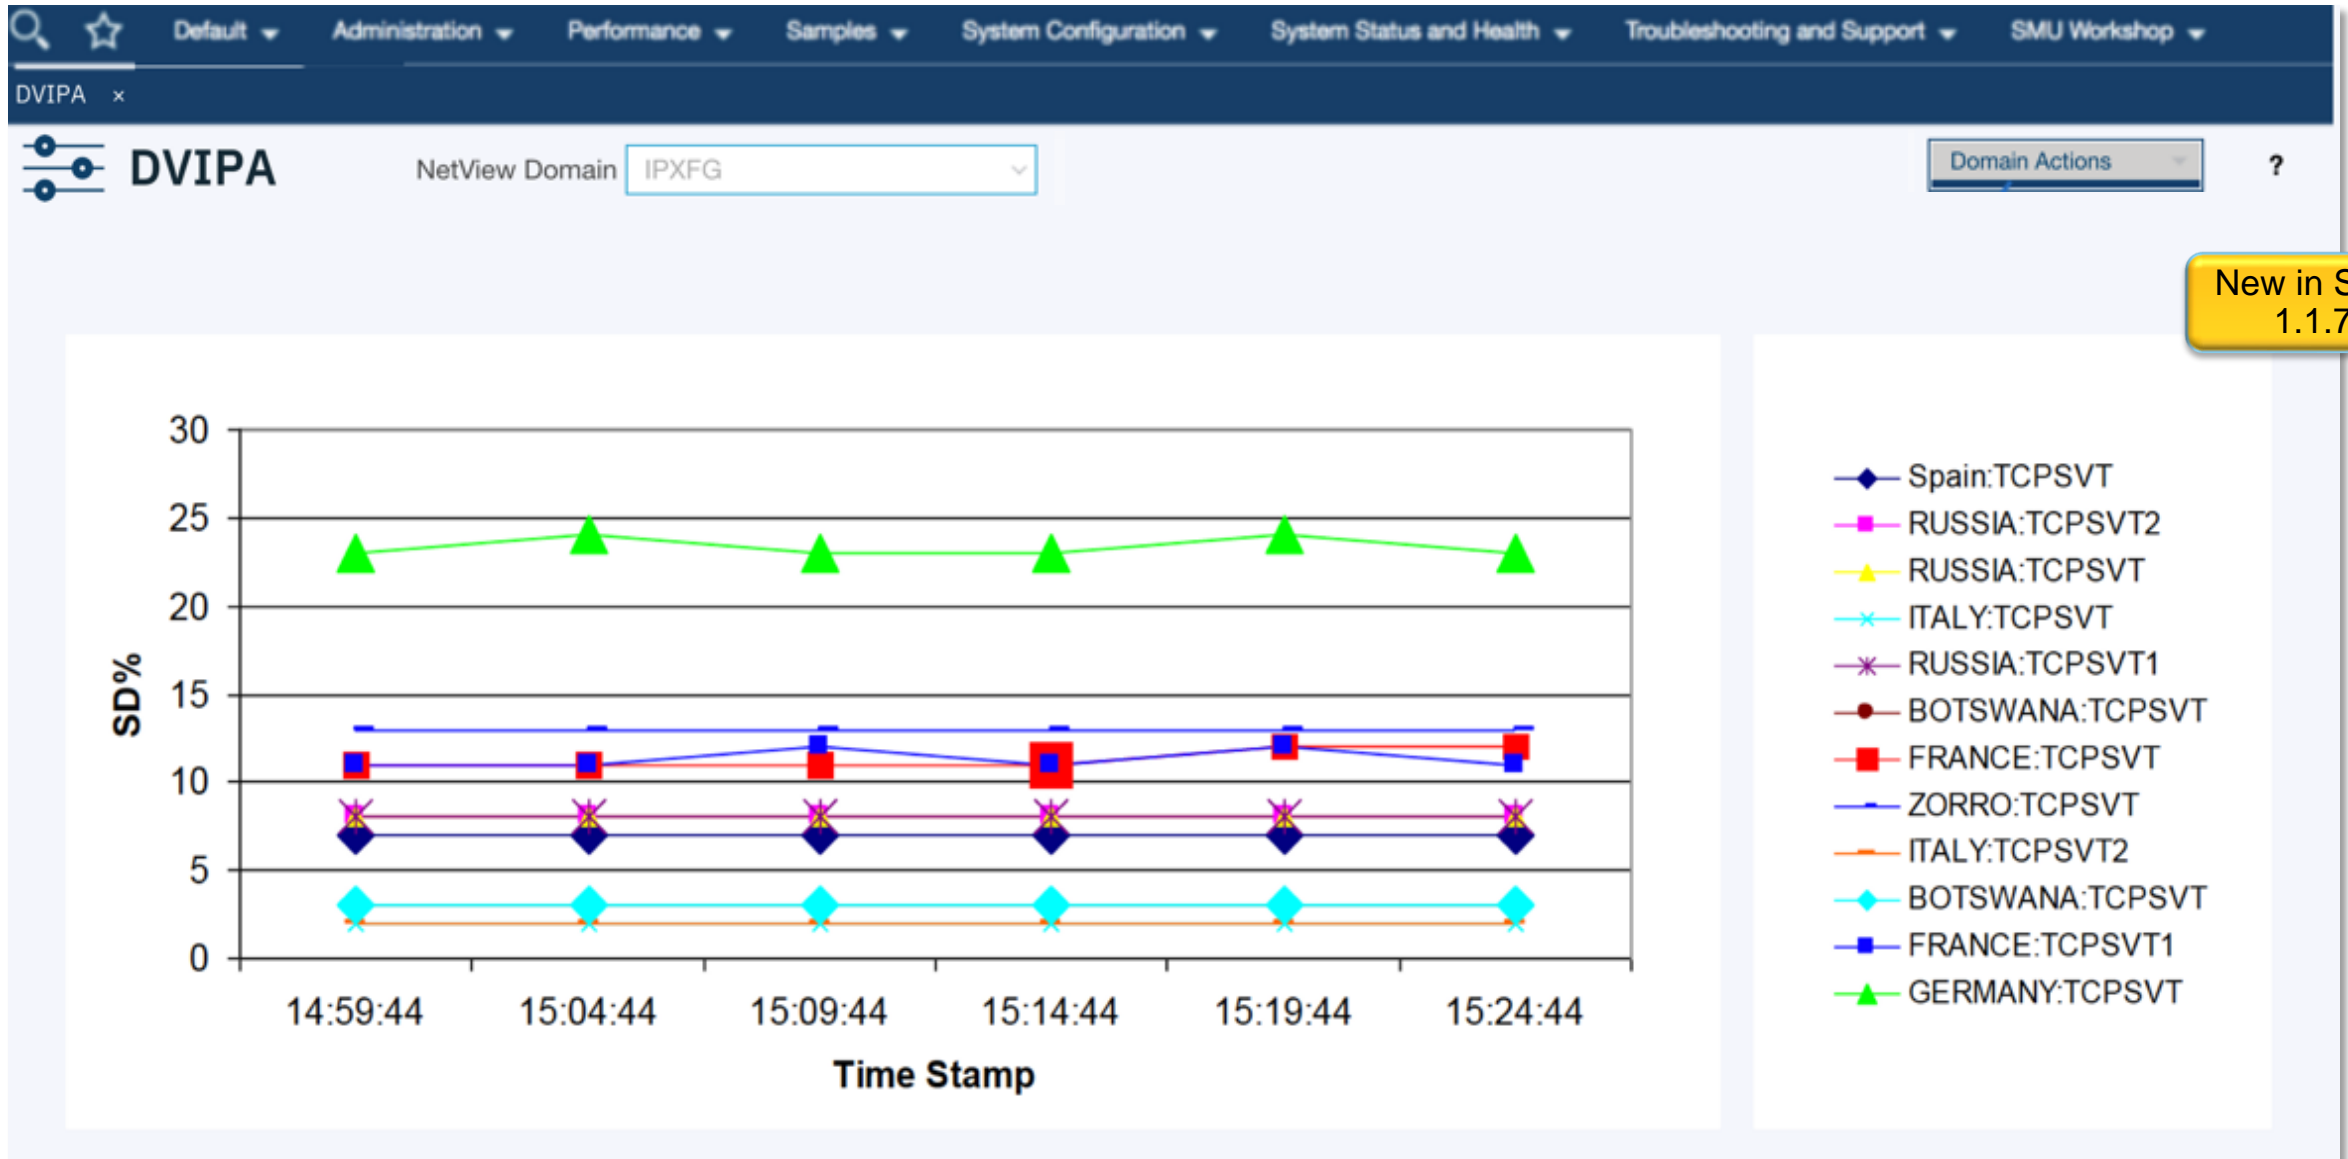 Default Administration Performance Samples System Configuration System Status and Health Troubleshooting and Support SMU Workshop
DVIPA ×
DVIPA NetView Domain IPXFG Domain Actions ?
New in S
1.1.7
30
25
20
15
10
5
0
SD%
14:59:44 15:04:44 15:09:44 15:14:44 15:19:44 15:24:44
Time Stamp
Spain:TCPSVT
RUSSIA:TCPSVT2
RUSSIA:TCPSVT
ITALY:TCPSVT
RUSSIA:TCPSVT1
BOTSWANA:TCPSVT
FRANCE:TCPSVT
ZORRO:TCPSVT
ITALY:TCPSVT2
BOTSWANA:TCPSVT
FRANCE:TCPSVT1
GERMANY:TCPSVT